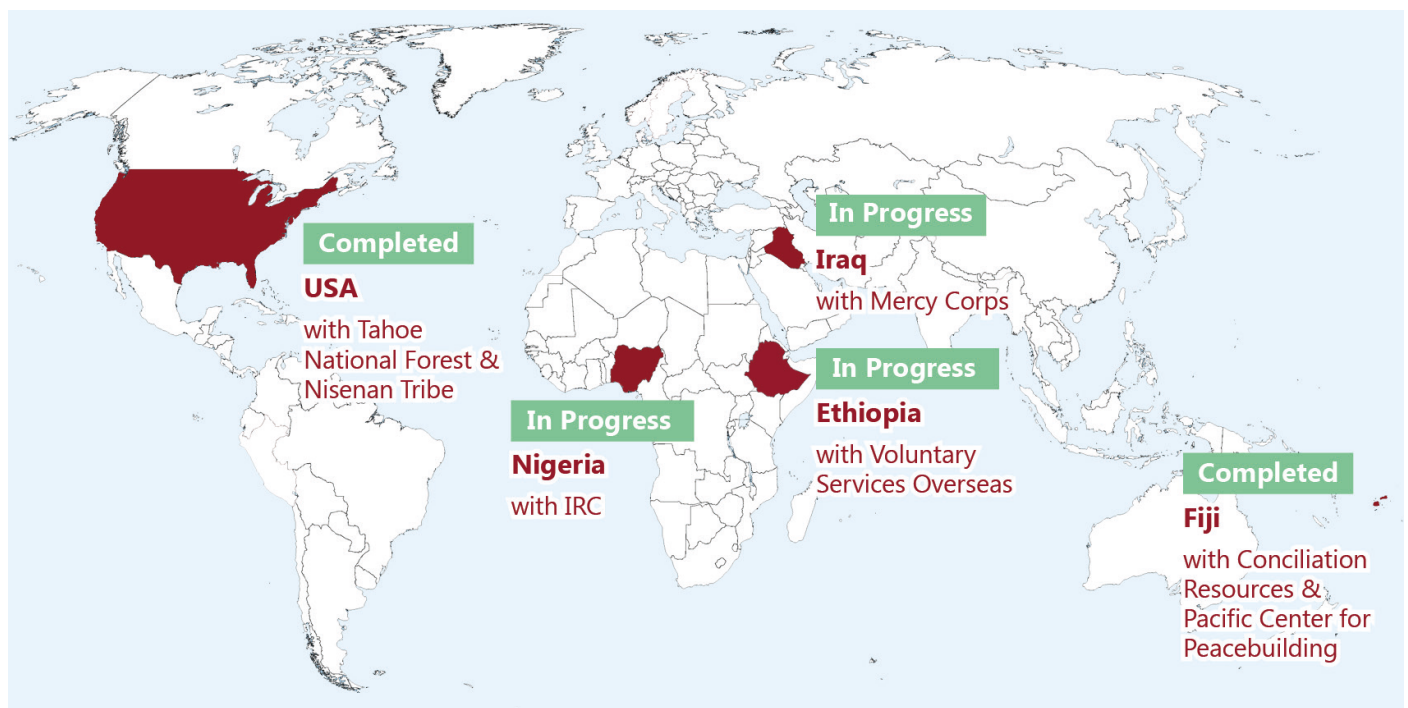 Completed
USA
with Tahoe
National Forest &
Nisenan Tribe
In Progress
Nigeria
with IRC
In Progress
Iraq
with Mercy Corps
In Progress
Ethiopia
with Voluntary
Services Overseas
Completed
Fiji
with Conciliation
Resources &
Pacific Center for
Peacebuilding